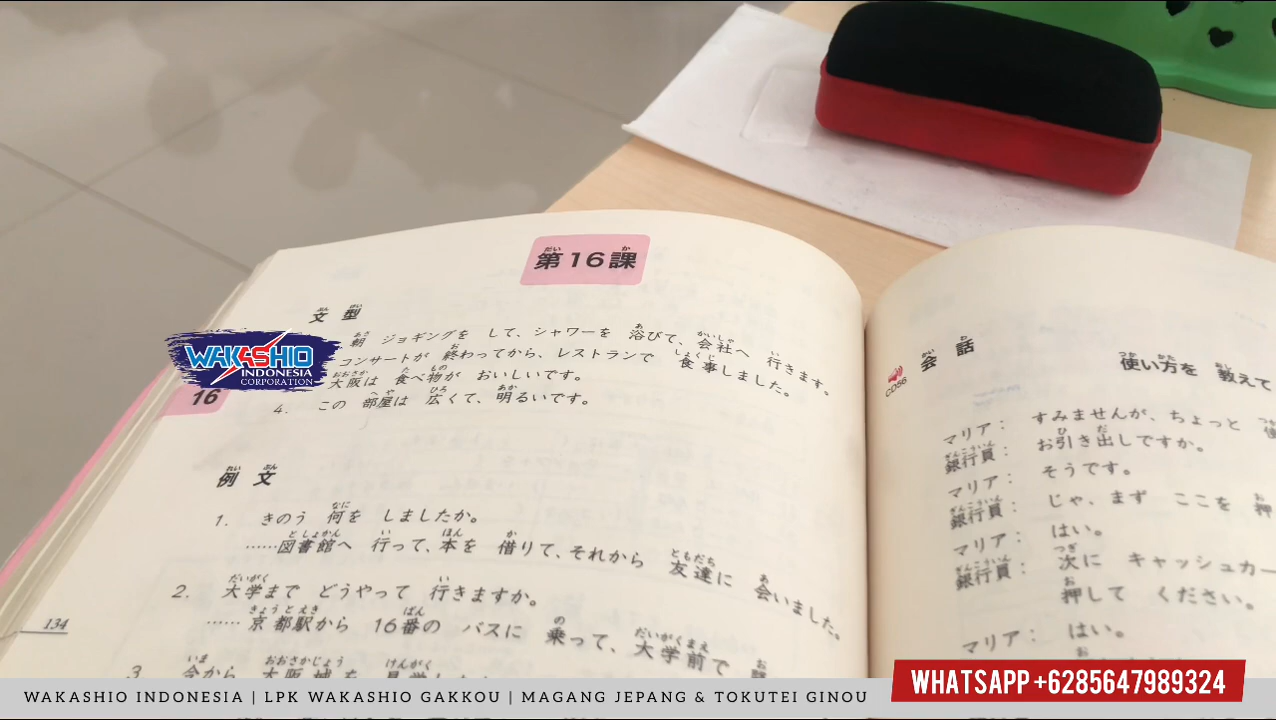 第16課
文型
朝 ジョギングを して、シャワーを 浴びて、会社へ 行きます。
コンサートが 終わってから、レストランで 食事しました。
大阪は 食べ物が おいしいです。
4. この 部屋は 広くて、明るいです。
16
例文
1. きのう 何を しましたか。
……図書館へ 行って、本を 借りて、それから 友達に 会いました。
2. 大学まで どうやって 行きますか。
……京都駅から 16番の バスに 乗って、大学前で
3. 今から 大阪城を 見学
134
会話
CD56
使い方を 教えて
マリア： すみませんが、ちょっと
銀行員： お引き出しですか。
マリア： そうです。
銀行員： じゃ、まず ここを 押
マリア： はい。
銀行員： 次に キャッシュカー
押して ください。
マリア： はい。
WAKASHIO
INDONESIA
CORPORATION
WAKASHIO INDONESIA | LPK WAKASHIO GAKKOU | MAGANG JEPANG & TOKUTEI GINOU
WHATSAPP +6285647989324